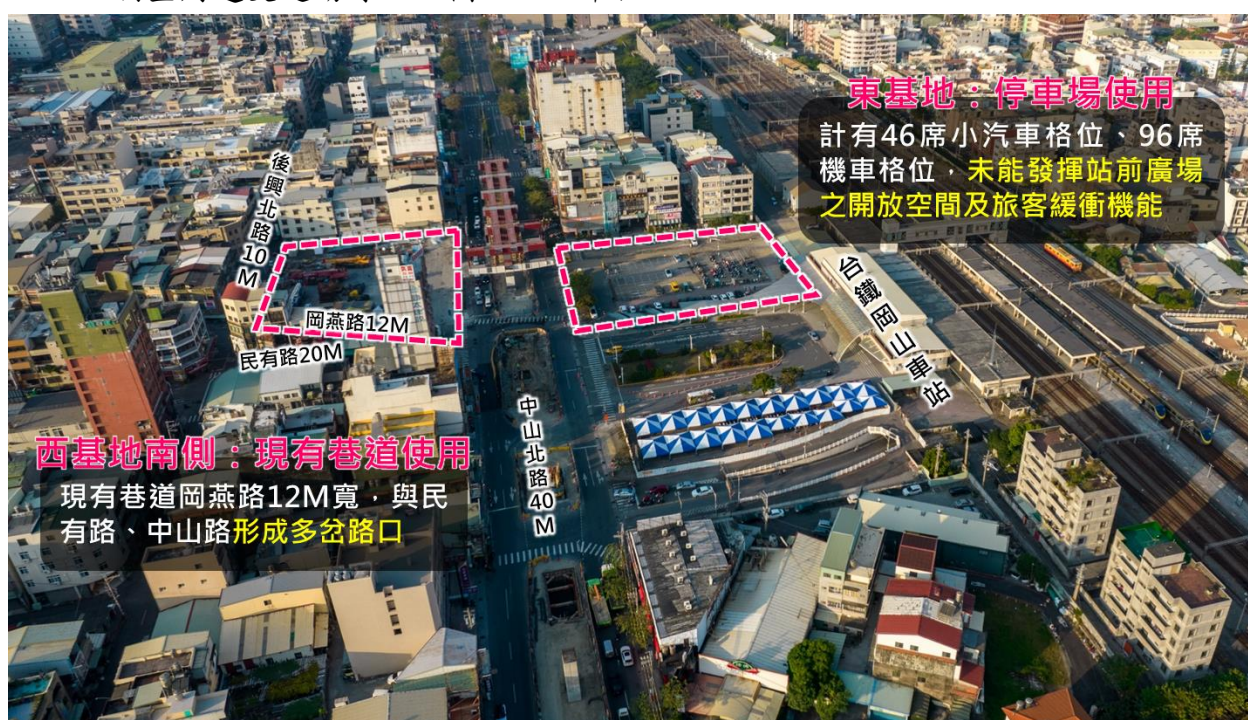 東基地：停車場使用
計有46席小汽車格位、96席
機車格位，未能發揮站前廣場
之開放空間及旅客緩衝機能
後興北路10M
岡燕路12M
民有路20M
台鐵岡山車站
中山北路40M
西基地南側：現有巷道使用
現有巷道岡燕路12M寬，與民
有路、中山路形成多岔路口